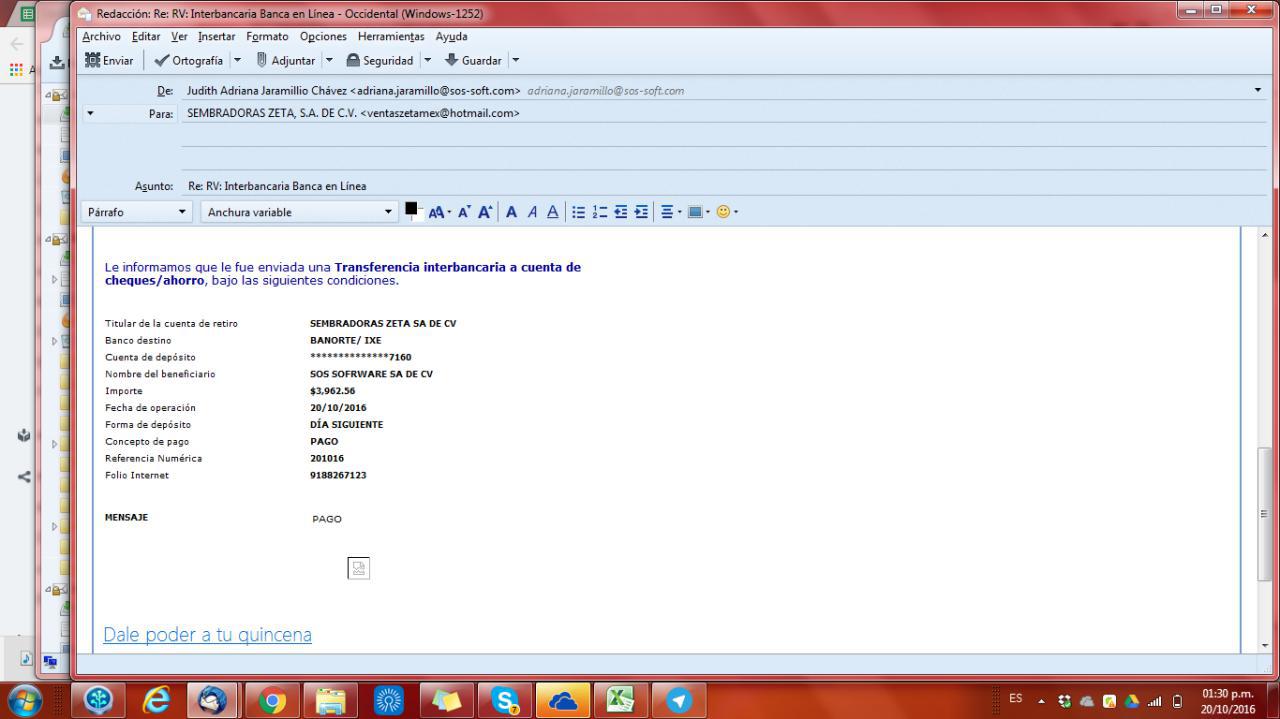 Redacción: Re: RV: Interbancaria Banca en Línea - Occidental (Windows-1252)
Archivo Editar Ver Insertar Formato Opciones Herramientas Ayuda
Enviar Ortografía Adjuntar Seguridad Guardar
De: Judith Adriana Jaramillio Chávez <adriana.jaramillo@sos-soft.com> adriana.jaramillo@sos-soft.com
Para: SEMBRADORAS ZETA, S.A. DE C.V. <ventaszetamex@hotmail.com>
Asunto: Re: RV: Interbancaria Banca en Línea
Párrafo Anchura variable
Le informamos que le fue enviada una Transferencia interbancaria a cuenta de
cheques/ahorro, bajo las siguientes condiciones.
Titular de la cuenta de retiro SEMBRADORAS ZETA SA DE CV
Banco destino BANORTE/ IXE
Cuenta de depósito **************7160
Nombre del beneficiario SOS SOFRWARE SA DE CV
Importe $3,962.56
Fecha de operación 20/10/2016
Forma de depósito DÍA SIGUIENTE
Concepto de pago PAGO
Referencia Numérica 201016
Folio Internet 9188267123
MENSAJE PAGO
Dale poder a tu quincena
ES 01:30 p.m.
20/10/2016